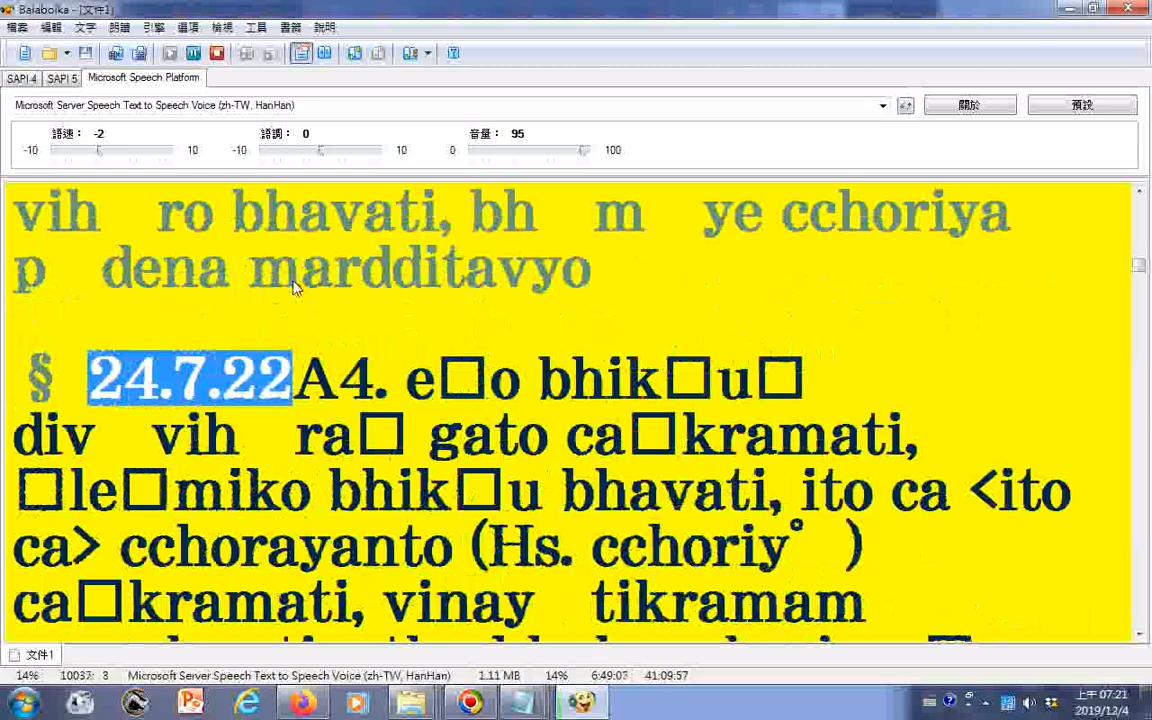 Balabolka - [文件1]
檔案 編輯 文字 朗讀 引擎 選項 檢視 工具 書籤 說明
SAPI 4 SAPI 5 Microsoft Speech Platform
Microsoft Server Speech Text to Speech Voice (zh-TW, HanHan) 關於 預設
語速： -2 語調： 0 音量： 95
-10 10 -10 10 0 100
vih ro bhavati, bh m ye cchoriya
p dena mardditavyo
§ 24.7.22A4. e□o bhik□u□
div vih ra□ gato ca□kramati,
□le□miko bhik□u bhavati, ito ca <ito
ca> cchorayanto (Hs. cchoriy° )
ca□kramati, vinay tikramam
文件1
14% 10037: 8 Microsoft Server Speech Text to Speech Voice (zh-TW, HanHan) 1.11 MB 14% 6:49:03 41:09:57
上午 07:21
2019/12/4